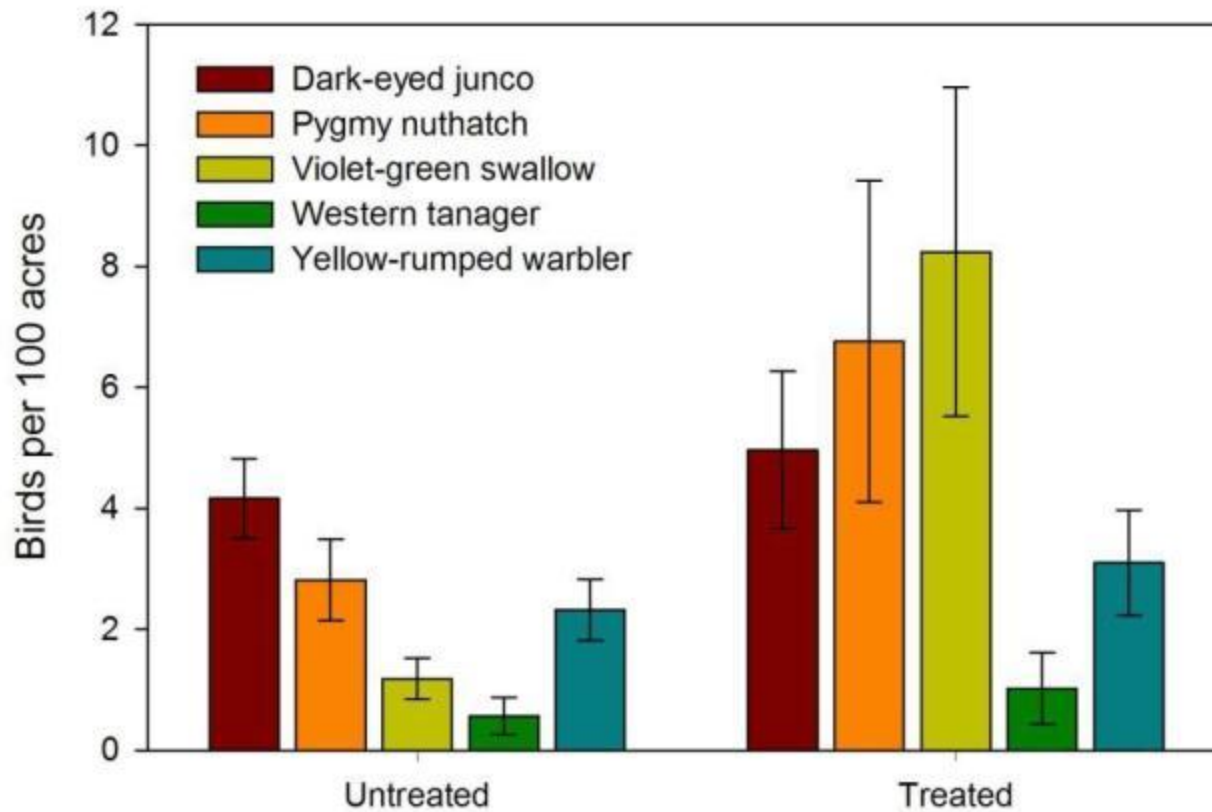 12
10
8
6
4
2
0
Birds per 100 acres
Dark-eyed junco
Pygmy nuthatch
Violet-green swallow
Western tanager
Yellow-rumped warbler
Untreated
Treated